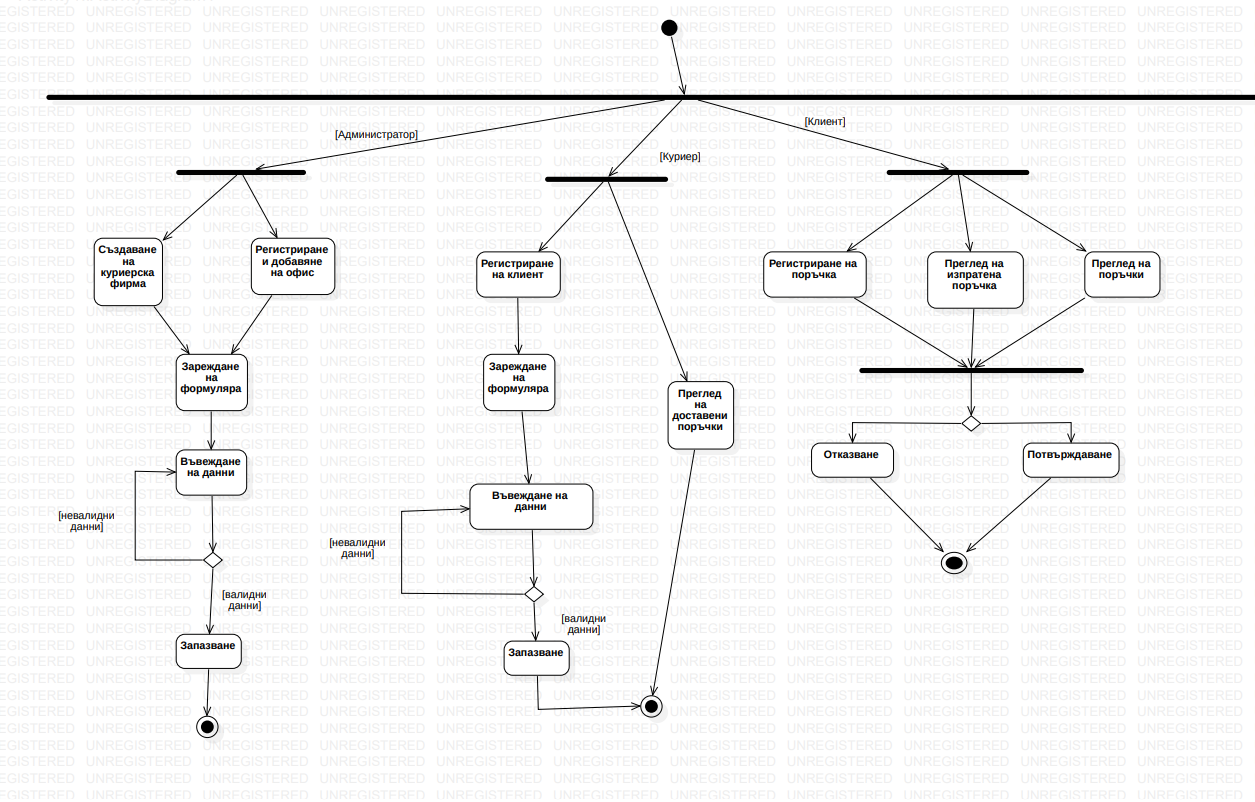 [Администратор]
[Куриер]
[Клиент]
Създаване
на
куриерска
фирма
Регистриране
и добавяне
на офис
Зареждане
на
формуляра
Въвеждане
на данни
[невалидни
данни]
[валидни
данни]
Запазване
Регистриране
на клиент
Зареждане
на
формуляра
Преглед
на
доставени
поръчки
Въвеждане на
данни
[невалидни
данни]
[валидни
данни]
Запазване
Регистриране на
поръчка
Преглед на
изпратена
поръчка
Преглед на
поръчки
Отказване
Потвърждаване
UNREGISTERED